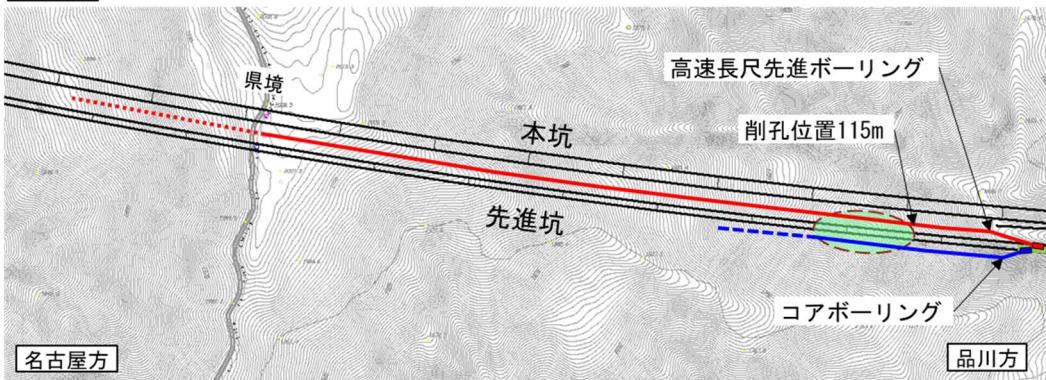 県境
高速長尺先進ボーリング
本坑
削孔位置115m
先進坑
コアボーリング
名古屋方
品川方